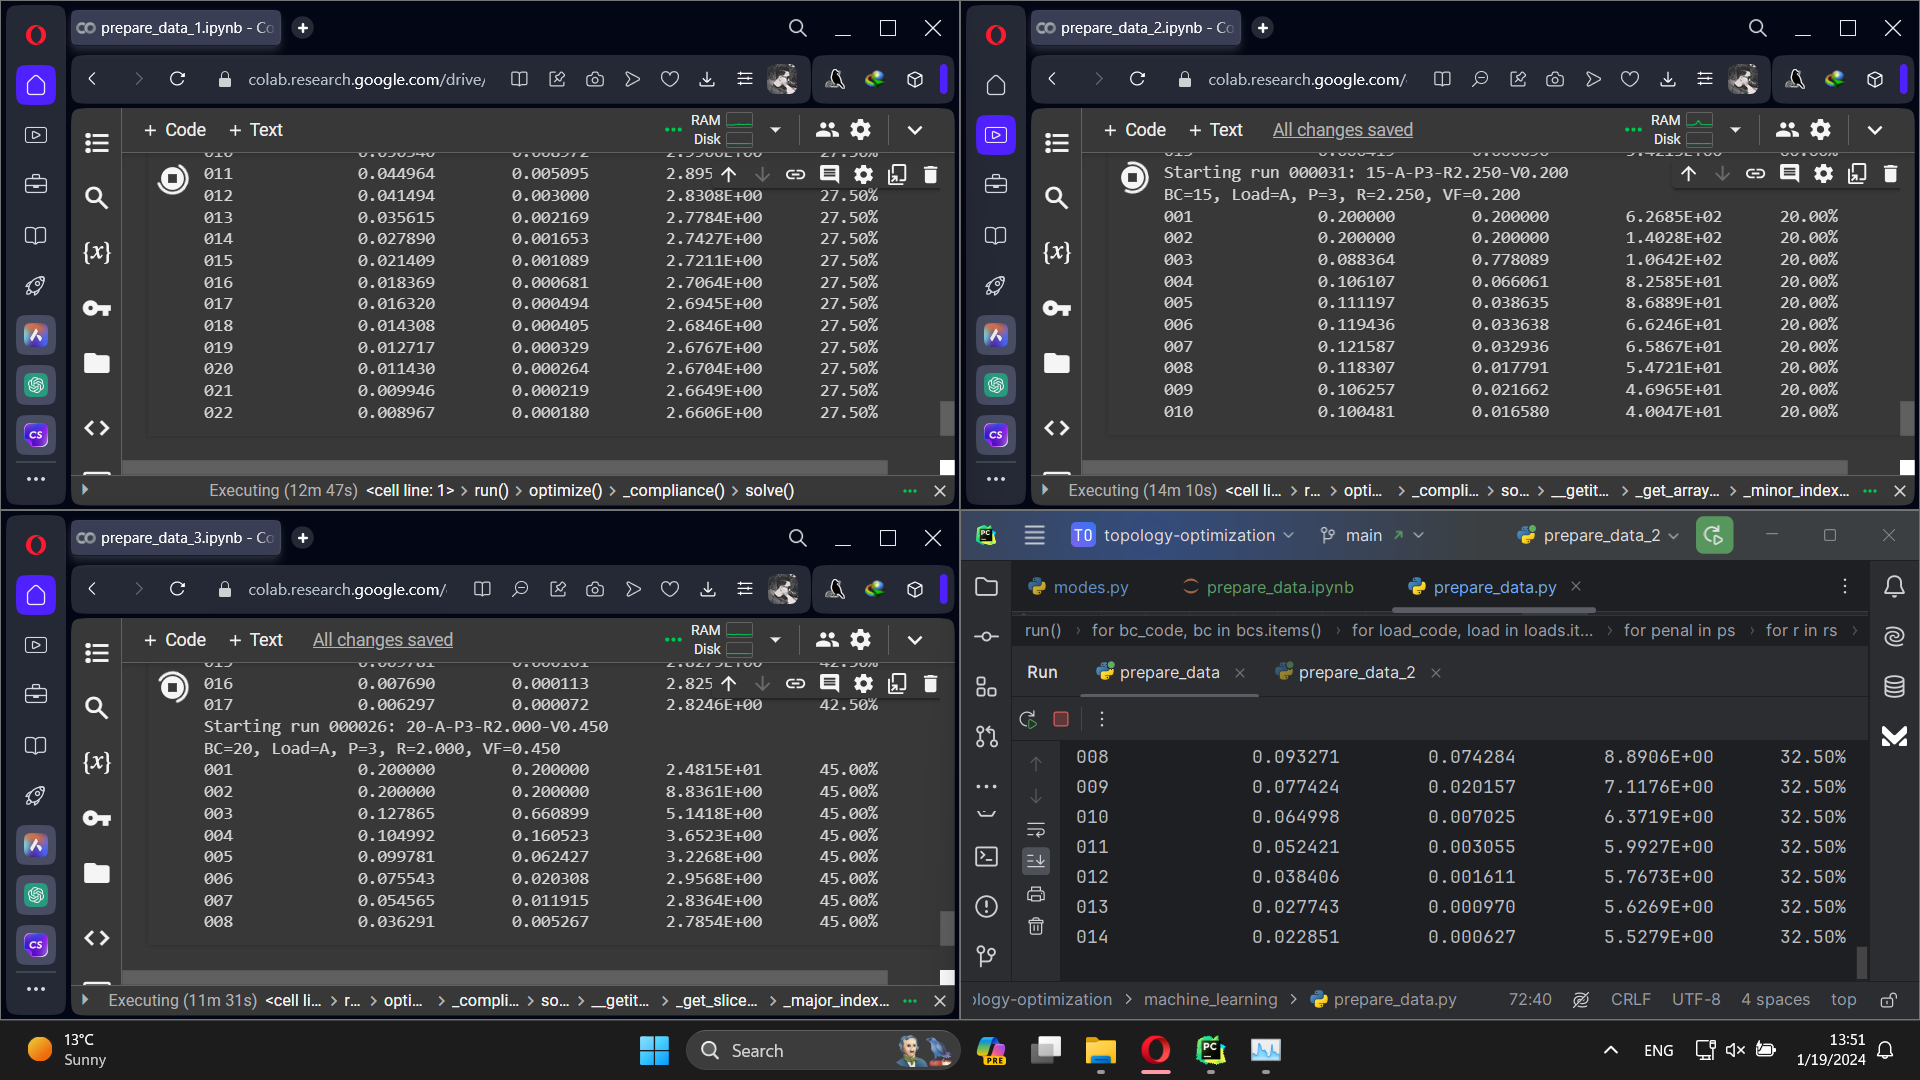 prepare_data_1.ipynb - Co
colab.research.google.com/drive/
+ Code + Text
RAM
Disk
011 0.044964 0.005095 2.895
012 0.041494 0.003000 2.8308E+00 27.50%
013 0.035615 0.002169 2.7784E+00 27.50%
014 0.027890 0.001653 2.7427E+00 27.50%
015 0.021409 0.001089 2.7211E+00 27.50%
016 0.018369 0.000681 2.7064E+00 27.50%
017 0.016320 0.000494 2.6945E+00 27.50%
018 0.014308 0.000405 2.6846E+00 27.50%
019 0.012717 0.000329 2.6767E+00 27.50%
020 0.011430 0.000264 2.6704E+00 27.50%
021 0.009946 0.000219 2.6649E+00 27.50%
022 0.008967 0.000180 2.6606E+00 27.50%
Executing (12m 47s) <cell line: 1> > run() > optimize() > _compliance() > solve()
prepare_data_2.ipynb - Co
colab.research.google.com/
+ Code + Text All changes saved
RAM
Disk
Starting run 000031: 15-A-P3-R2.250-V0.200
BC=15, Load=A, P=3, R=2.250, VF=0.200
001 0.200000 0.200000 6.2685E+02 20.00%
002 0.200000 0.200000 1.4028E+02 20.00%
003 0.088364 0.778089 1.0642E+02 20.00%
004 0.106107 0.066061 8.2585E+01 20.00%
005 0.111197 0.038635 8.6889E+01 20.00%
006 0.119436 0.033638 6.6246E+01 20.00%
007 0.121587 0.032936 6.5867E+01 20.00%
008 0.118307 0.017791 5.4721E+01 20.00%
009 0.106257 0.021662 4.6965E+01 20.00%
010 0.100481 0.016580 4.0047E+01 20.00%
Executing (14m 10s) <cell li... > r... > opti... > _compli... > so... > __getit... > _get_array... > _minor_index...
prepare_data_3.ipynb - Co
colab.research.google.com/
+ Code + Text All changes saved
RAM
Disk
016 0.007690 0.000113 2.825
017 0.006297 0.000072 2.8246E+00 42.50%
Starting run 000026: 20-A-P3-R2.000-V0.450
BC=20, Load=A, P=3, R=2.000, VF=0.450
001 0.200000 0.200000 2.4815E+01 45.00%
002 0.200000 0.200000 8.8361E+00 45.00%
003 0.127865 0.660899 5.1418E+00 45.00%
004 0.104992 0.160523 3.6523E+00 45.00%
005 0.099781 0.062427 3.2268E+00 45.00%
006 0.075543 0.020308 2.9568E+00 45.00%
007 0.054565 0.011915 2.8364E+00 45.00%
008 0.036291 0.005267 2.7854E+00 45.00%
Executing (11m 31s) <cell li... > r... > opti... > _compli... > so... > __getit... > _get_slice... > _major_index...
PC TO topology-optimization main prepare_data_2
modes.py prepare_data.ipynb prepare_data.py
run() > for bc_code, bc in bcs.items() > for load_code, load in loads.it... > for penal in ps > for r in rs >
Run prepare_data prepare_data_2
008 0.093271 0.074284 8.8906E+00 32.50%
009 0.077424 0.020157 7.1176E+00 32.50%
010 0.064998 0.007025 6.3719E+00 32.50%
011 0.052421 0.003055 5.9927E+00 32.50%
012 0.038406 0.001611 5.7673E+00 32.50%
013 0.027743 0.000970 5.6269E+00 32.50%
014 0.022851 0.000627 5.5279E+00 32.50%
ology-optimization > machine_learning > prepare_data.py 72:40 CRLF UTF-8 4 spaces top
13°C
Sunny
Search
PRE
PC
ENG
13:51
1/19/2024